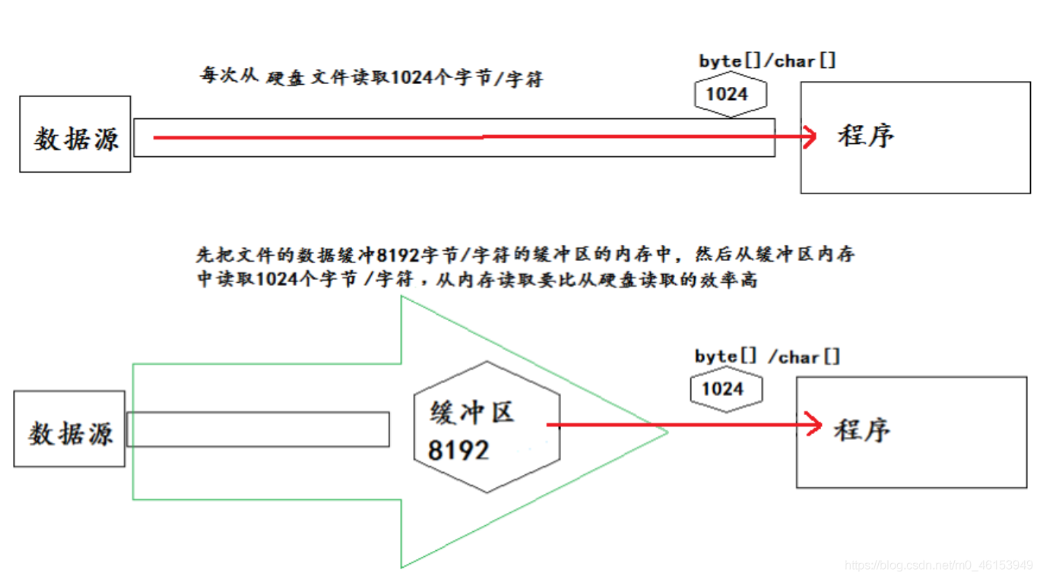 每次从 硬盘 文件读取1024个字节/字符
byte[]/char[]
1024
数据源
程序
先把文件的数据缓冲8192字节/字符的缓冲区的内存中，然后从缓冲区内存
中读取1024个字节 /字符 ，从内存读取要比从硬盘读取的效率高
byte[] /char[]
1024
缓冲区
8192
数据源
程序
https://blog.csdn.net/m0_46153949